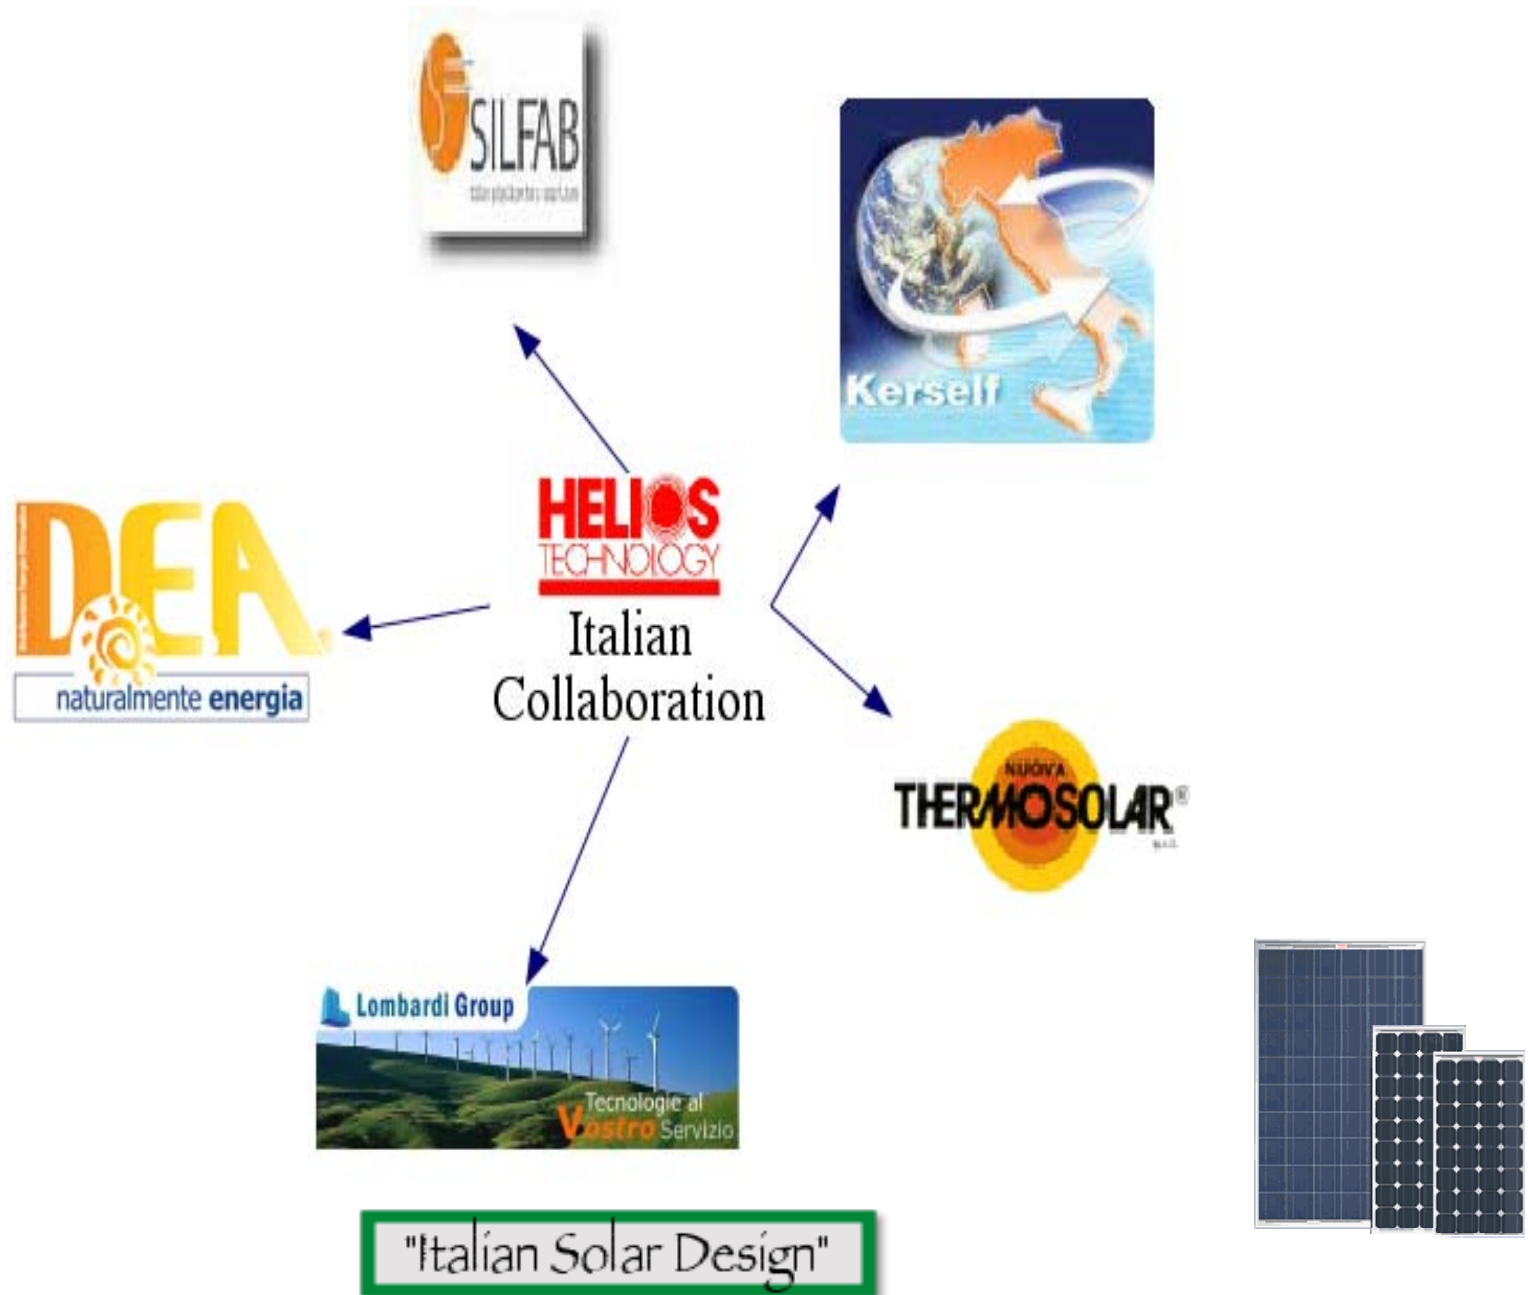 SILFAB
Kerself
HELIOS
TECHNOLOGY
Italian
Collaboration
DEA
naturalmente energia
NUOVA
THERMOSOLAR®
Lombardi Group
Tecnologie al
Vostro Servizio
"Italian Solar Design"